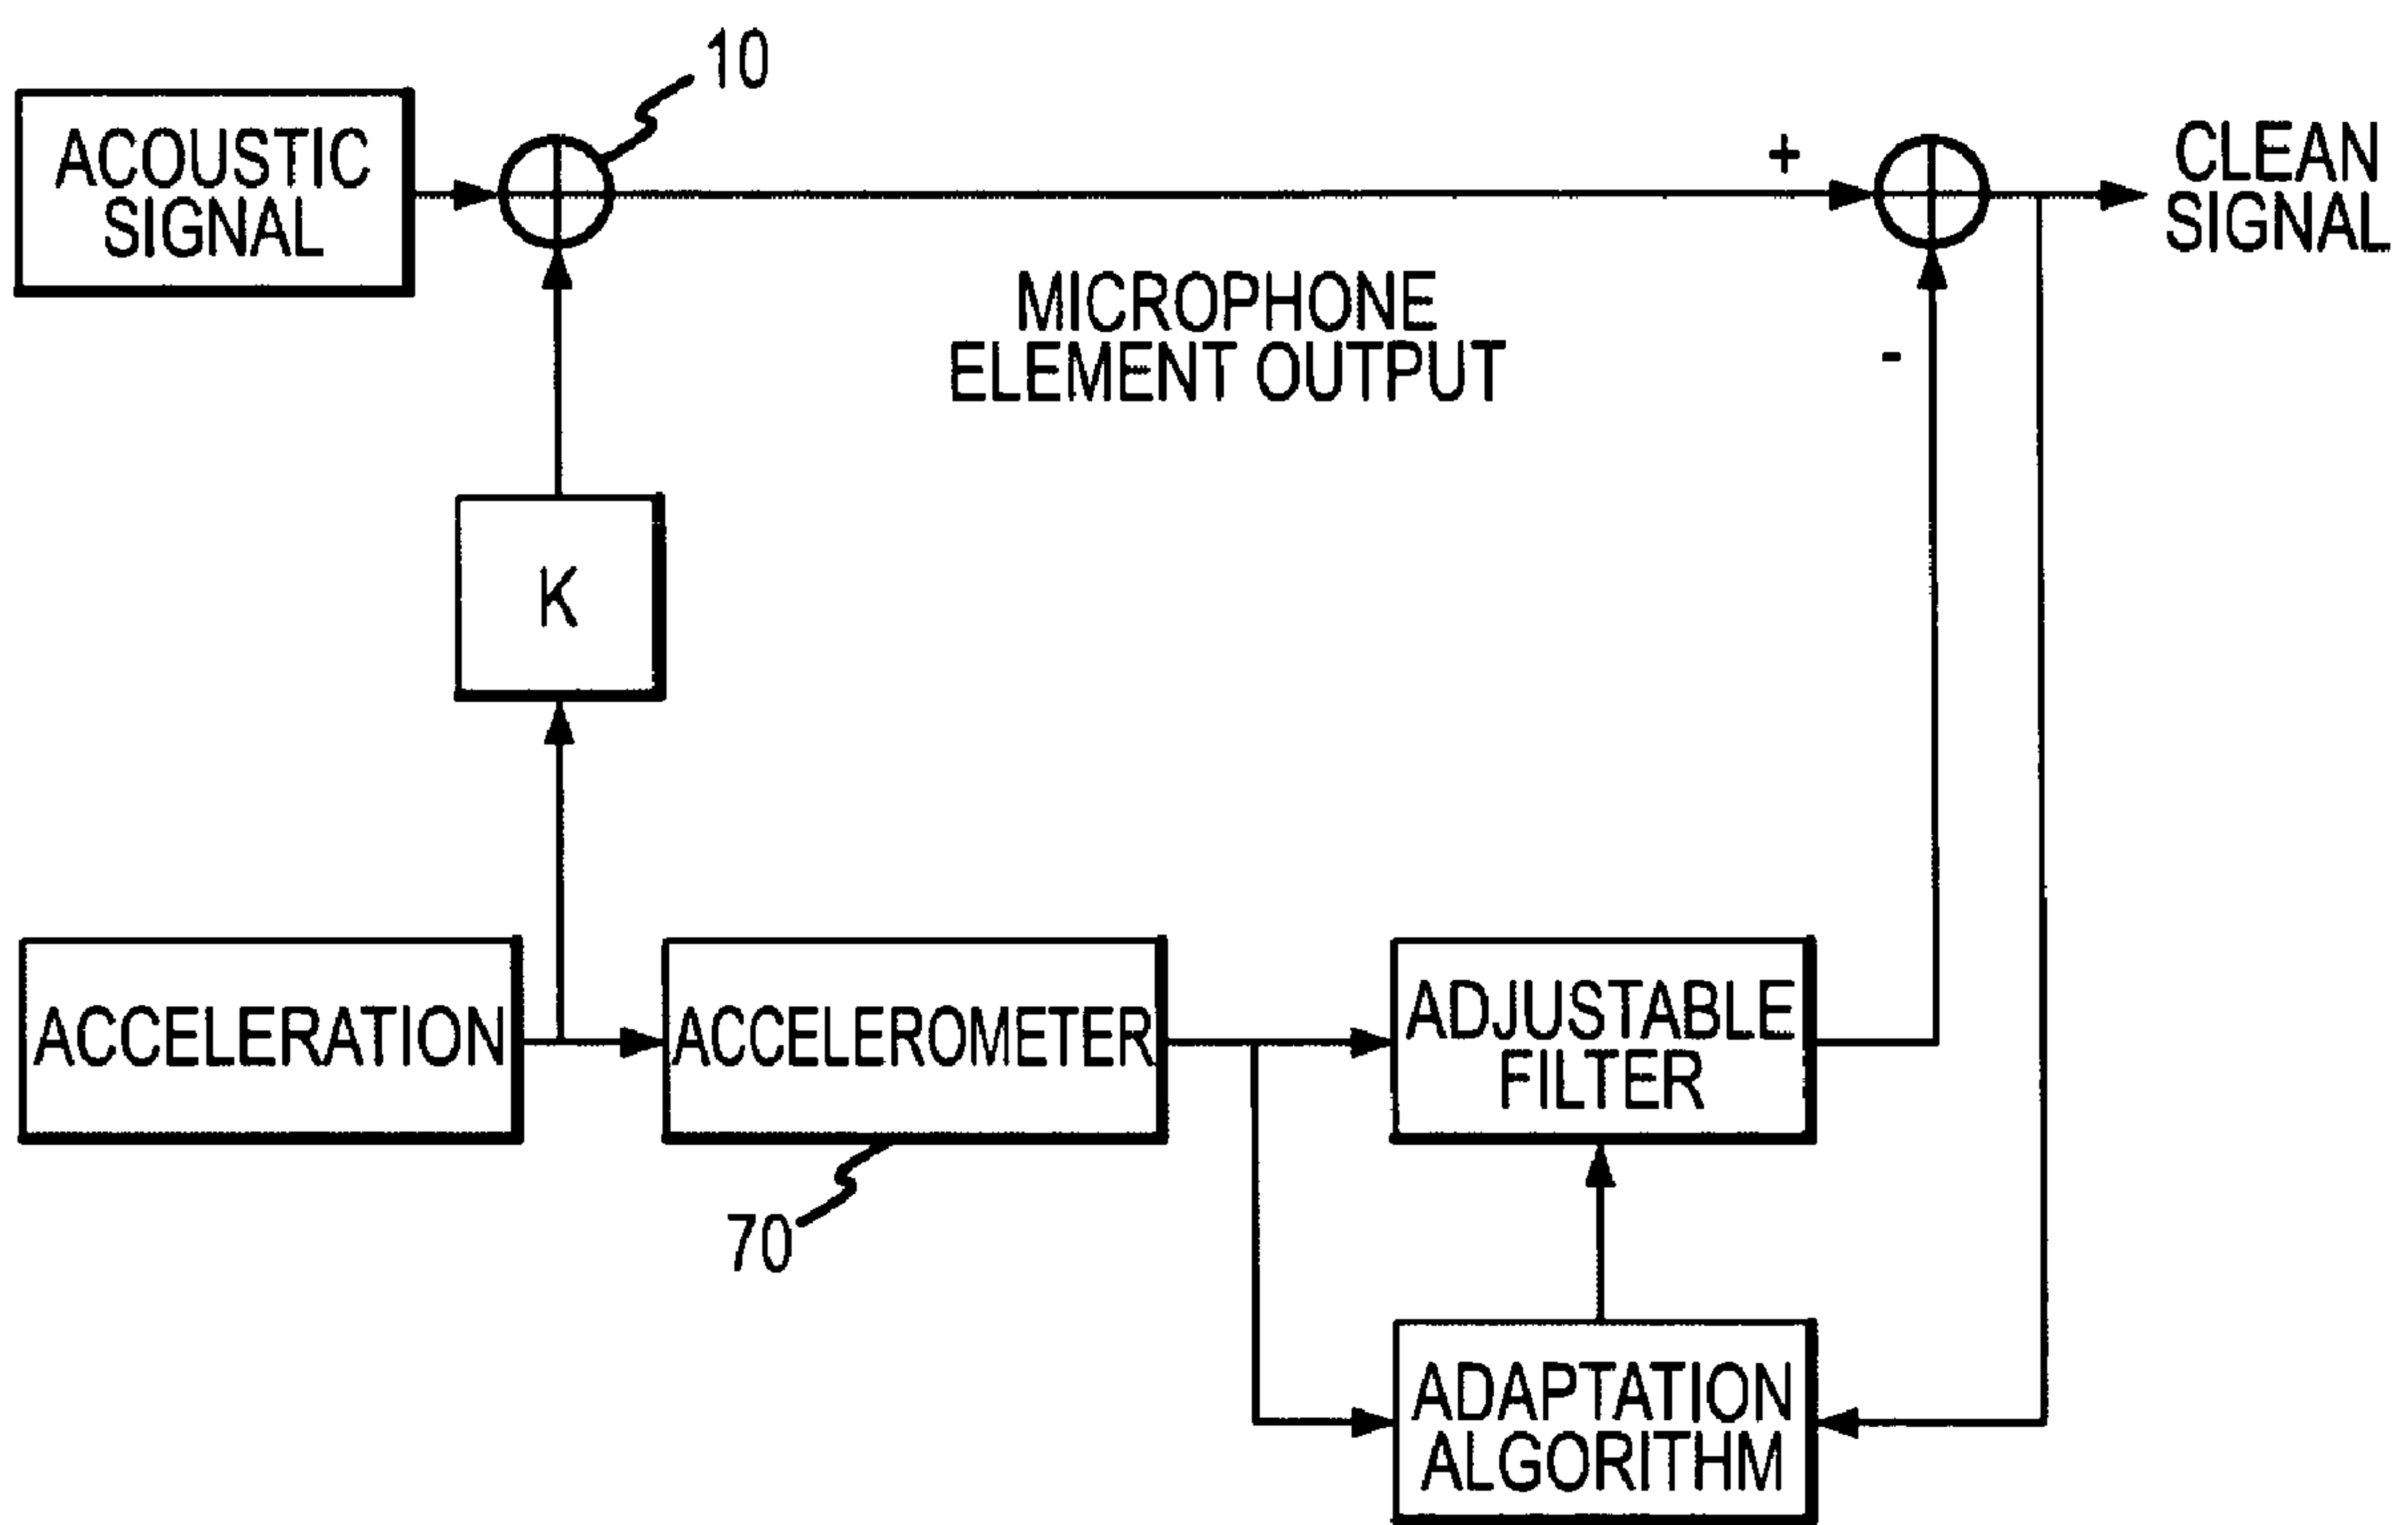 10
ACOUSTIC
SIGNAL
+
CLEAN
SIGNAL
MICROPHONE
ELEMENT OUTPUT
-
K
ACCELERATION
ACCELEROMETER
ADJUSTABLE
FILTER
70
ADAPTATION
ALGORITHM